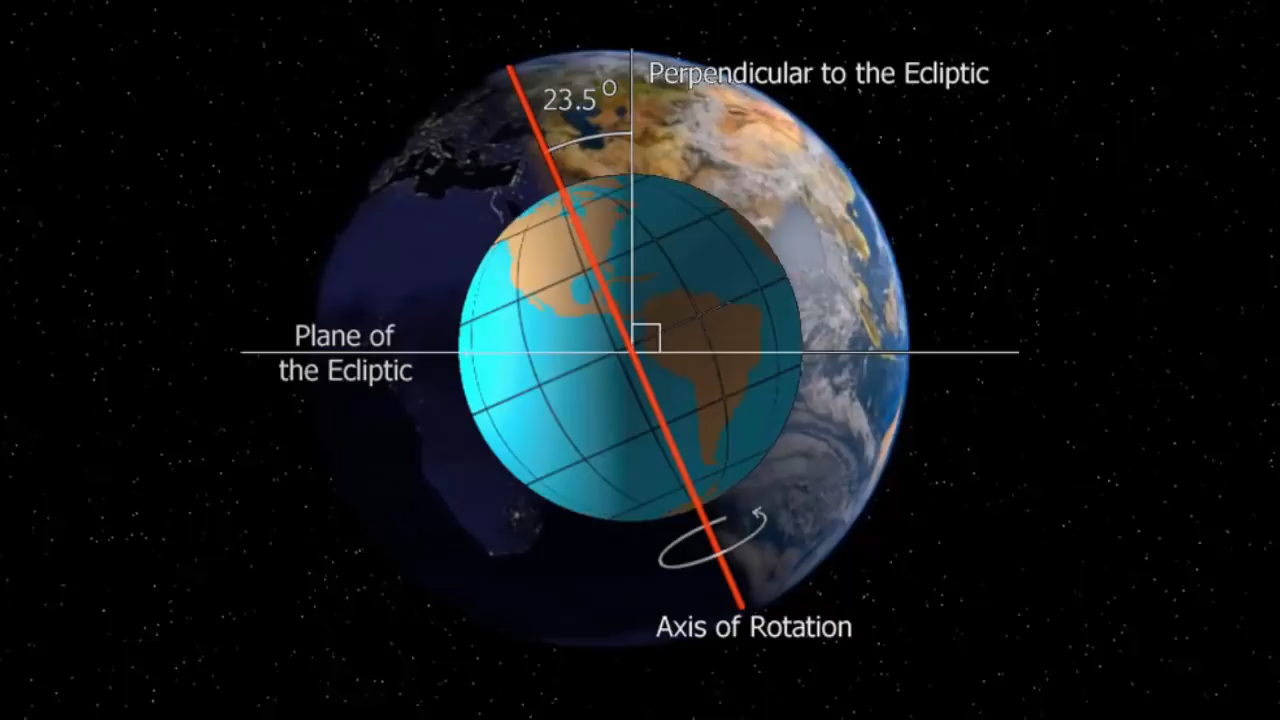 Perpendicular to the Ecliptic
23.5°
Plane of
the Ecliptic
Axis of Rotation